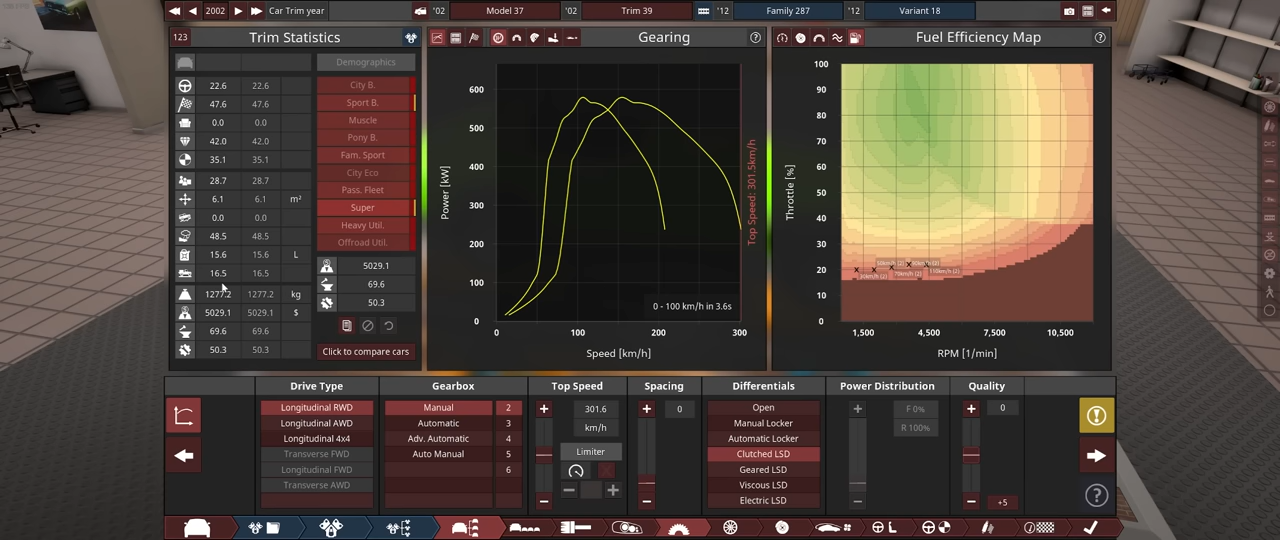 2002
Car Trim year
'02
Model 37
'02
Trim 39
'12
Family 287
'12
Variant 18
123
Trim Statistics
22.6 22.6
47.6 47.6
0.0 0.0
42.0 42.0
35.1 35.1
28.7 28.7
6.1 6.1 m²
0.0 0.0
48.5 48.5
15.6 15.6 L
16.5 16.5
1277.2 1277.2 kg
5029.1 5029.1 $
69.6 69.6
50.3 50.3
Demographics
City B.
Sport B.
Muscle
Pony B.
Fam. Sport
City Eco
Pass. Fleet
Super
Heavy Util.
Offroad Util.
5029.1
69.6
50.3
Click to compare cars
Gearing
Power [kW]
600
500
400
300
200
100
0
0 100 200 300
Speed [km/h]
0 - 100 km/h in 3.6s
Top Speed: 301.5km/h
Fuel Efficiency Map
Throttle [%]
100
90
80
70
60
50
40
30
20
10
0
1,500 4,500 7,500 10,500
RPM [1/min]
Drive Type
Longitudinal RWD
Longitudinal AWD
Longitudinal 4x4
Transverse FWD
Longitudinal FWD
Transverse AWD
Gearbox
Manual 2
Automatic 3
Adv. Automatic 4
Auto Manual 5
6
Top Speed
301.6
km/h
Limiter
Spacing
0
Differentials
Open
Manual Locker
Automatic Locker
Clutched LSD
Geared LSD
Viscous LSD
Electric LSD
Power Distribution
F 0%
R 100%
Quality
0
+5